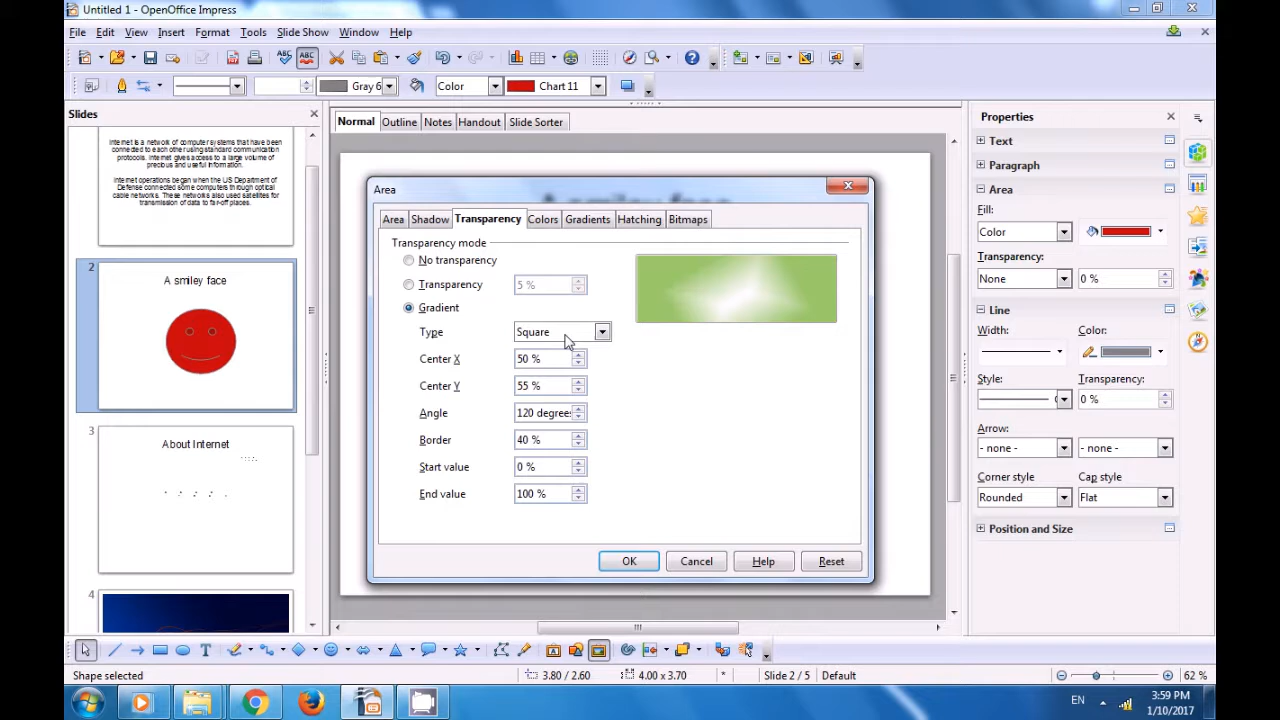 Untitled 1 - OpenOffice Impress
File Edit View Insert Format Tools Slide Show Window Help
Gray 6 Color Chart 11
Slides
Normal Outline Notes Handout Slide Sorter
Properties
Internet is a network of computer systems that have been
connected to each other using standard communication
protocols. Internet gives access to a large volume of
precious and useful information.
Internet operations began when the US Department of
Defense connected some computers through optical
cable networks. These networks also used satellites for
transmission of data to far-off places.
2
A smiley face
3
About Internet
4
A smiley face
Area
Area Shadow Transparency Colors Gradients Hatching Bitmaps
Transparency mode
No transparency
Transparency 5 %
Gradient
Type Square
Center X 50 %
Center Y 55 %
Angle 120 degrees
Border 40 %
Start value 0 %
End value 100 %
OK Cancel Help Reset
Text
Paragraph
Area
Fill:
Color
Transparency:
None 0 %
Line
Width: Color:
Style: Transparency:
0 %
Arrow:
- none - - none -
Corner style Cap style
Rounded Flat
Position and Size
Shape selected 3.80 / 2.60 4.00 x 3.70 * Slide 2 / 5 Default 62 %
EN 3:59 PM
1/10/2017